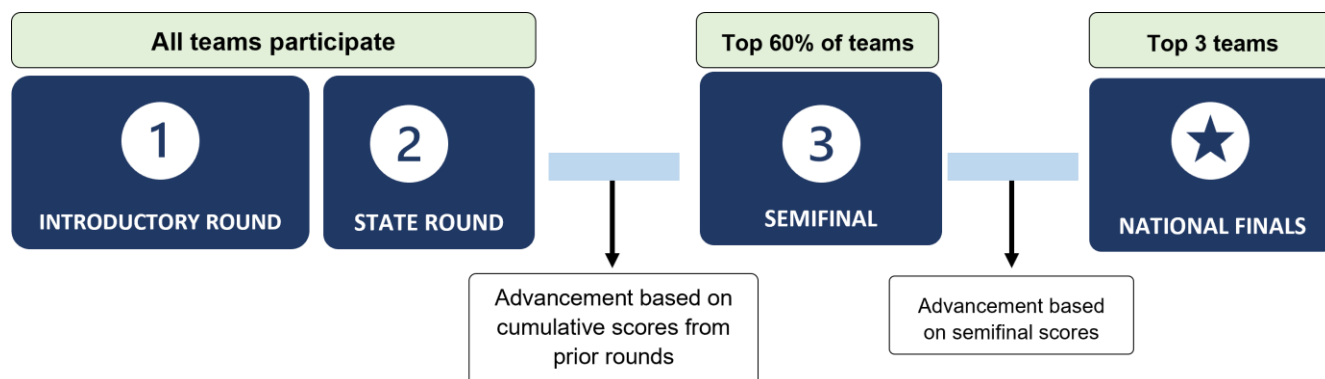 All teams participate
Top 60% of teams
Top 3 teams
1
2
3
INTRODUCTORY ROUND
STATE ROUND
SEMIFINAL
NATIONAL FINALS
Advancement based on
cumulative scores from
prior rounds
Advancement based
on semifinal scores